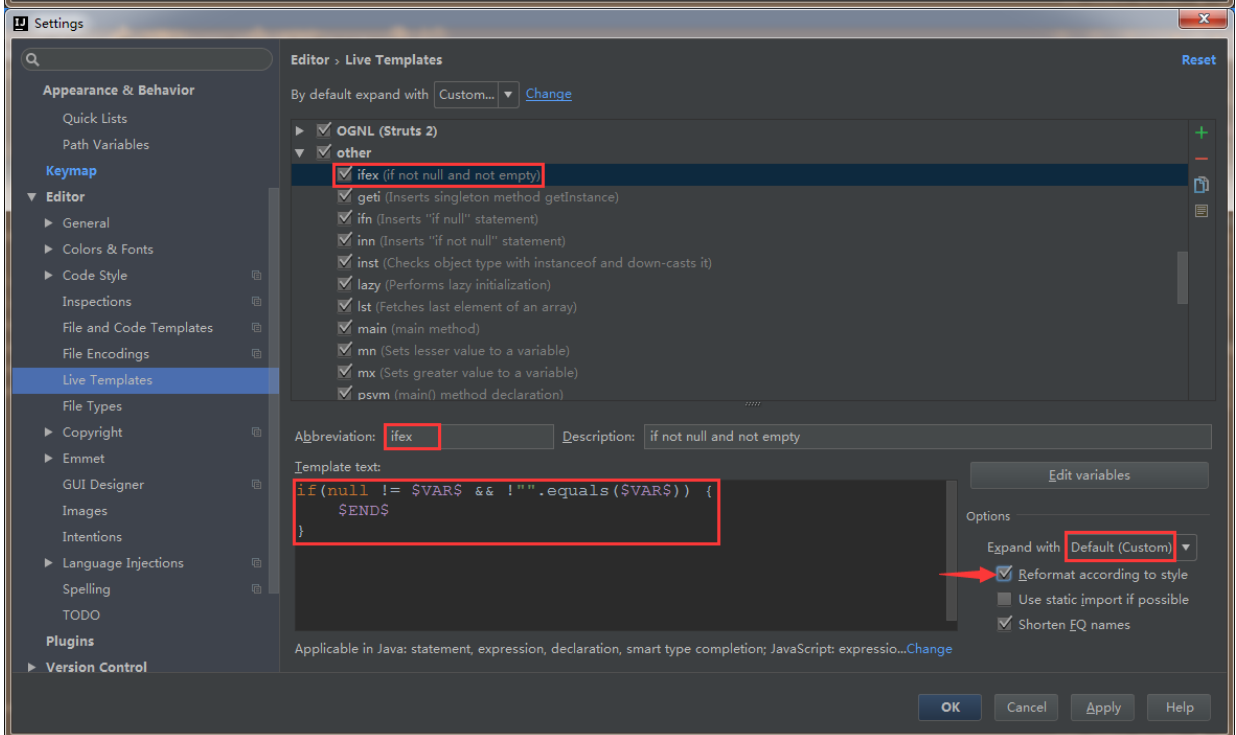 Settings
Editor › Live Templates
Reset
By default expand with Custom... Change
Appearance & Behavior
Quick Lists
Path Variables
Keymap
Editor
General
Colors & Fonts
Code Style
Inspections
File and Code Templates
File Encodings
Live Templates
File Types
Copyright
Emmet
GUI Designer
Images
Intentions
Language Injections
Spelling
TODO
Plugins
Version Control
OGNL (Struts 2)
other
ifex (if not null and not empty)
geti (Inserts singleton method getInstance)
ifn (Inserts "if null" statement)
inn (Inserts "if not null" statement)
inst (Checks object type with instanceof and down-casts it)
lazy (Performs lazy initialization)
lst (Fetches last element of an array)
main (main method)
mn (Sets lesser value to a variable)
mx (Sets greater value to a variable)
psvm (main() method declaration)
Abbreviation: ifex Description: if not null and not empty
Template text:
if(null != $VAR$ && !"".equals($VAR$)) {
$END$
}
Edit variables
Options
Expand with Default (Custom)
Reformat according to style
Use static import if possible
Shorten FQ names
Applicable in Java: statement, expression, declaration, smart type completion; JavaScript: expressio...Change
OK Cancel Apply Help